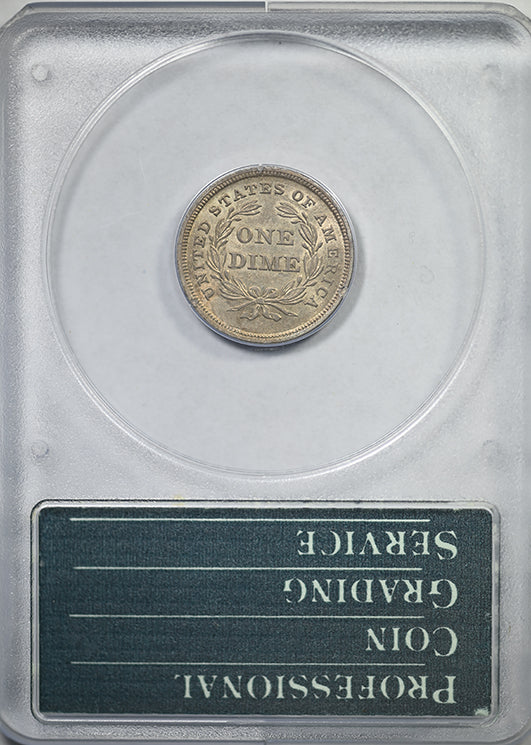 UNITED STATES OF AMERICA
ONE
DIME
PROFESSIONAL
COIN
GRADING
SERVICE